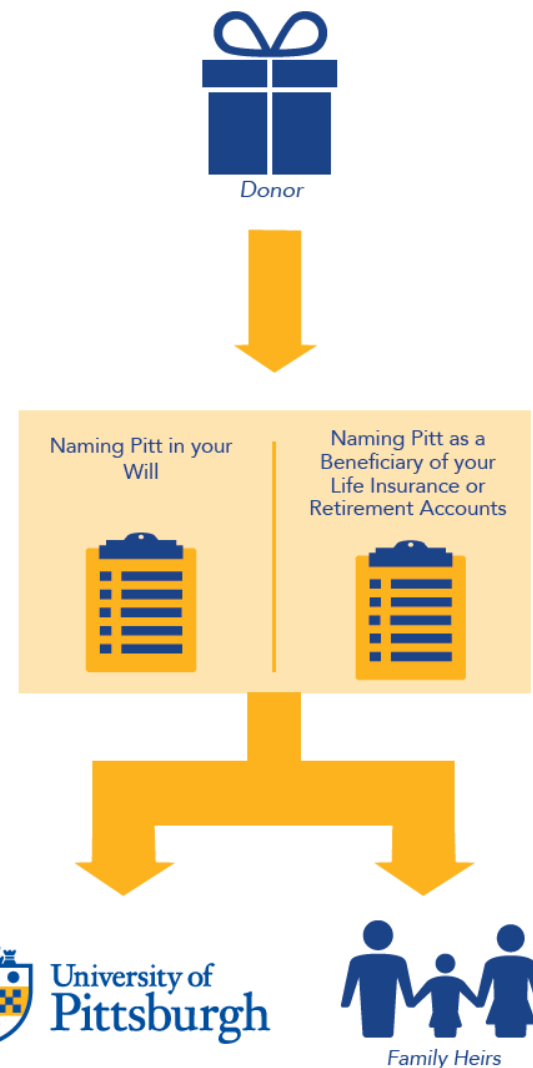 Donor
Naming Pitt in your
Will
Naming Pitt as a
Beneficiary of your
Life Insurance or
Retirement Accounts
University of
Pittsburgh
Family Heirs